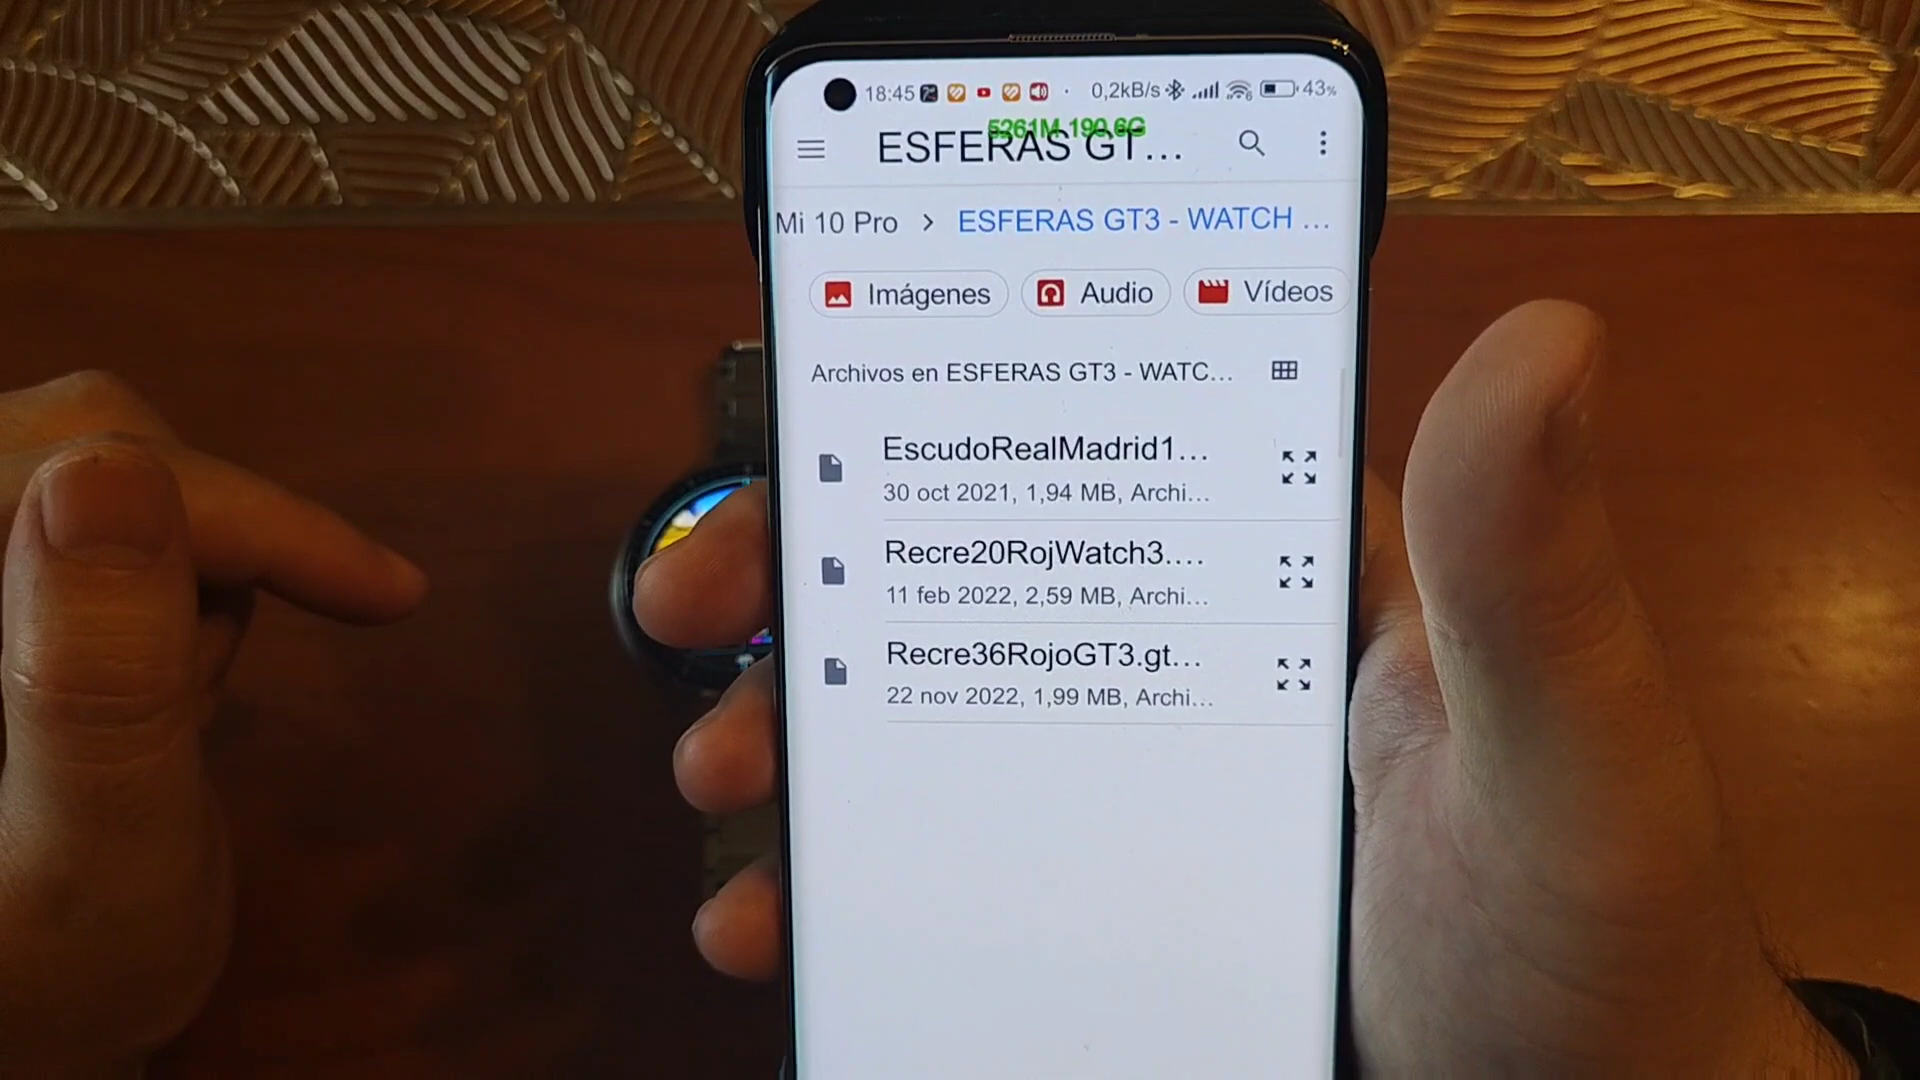 18:45 0,2kB/s 43%
5261M 190,6G
ESFERAS GT...
Mi 10 Pro > ESFERAS GT3 - WATCH ...
Imágenes Audio Vídeos
Archivos en ESFERAS GT3 - WATC...
EscudoRealMadrid1...
30 oct 2021, 1,94 MB, Archi...
Recre20RojWatch3....
11 feb 2022, 2,59 MB, Archi...
Recre36RojoGT3.gt...
22 nov 2022, 1,99 MB, Archi...